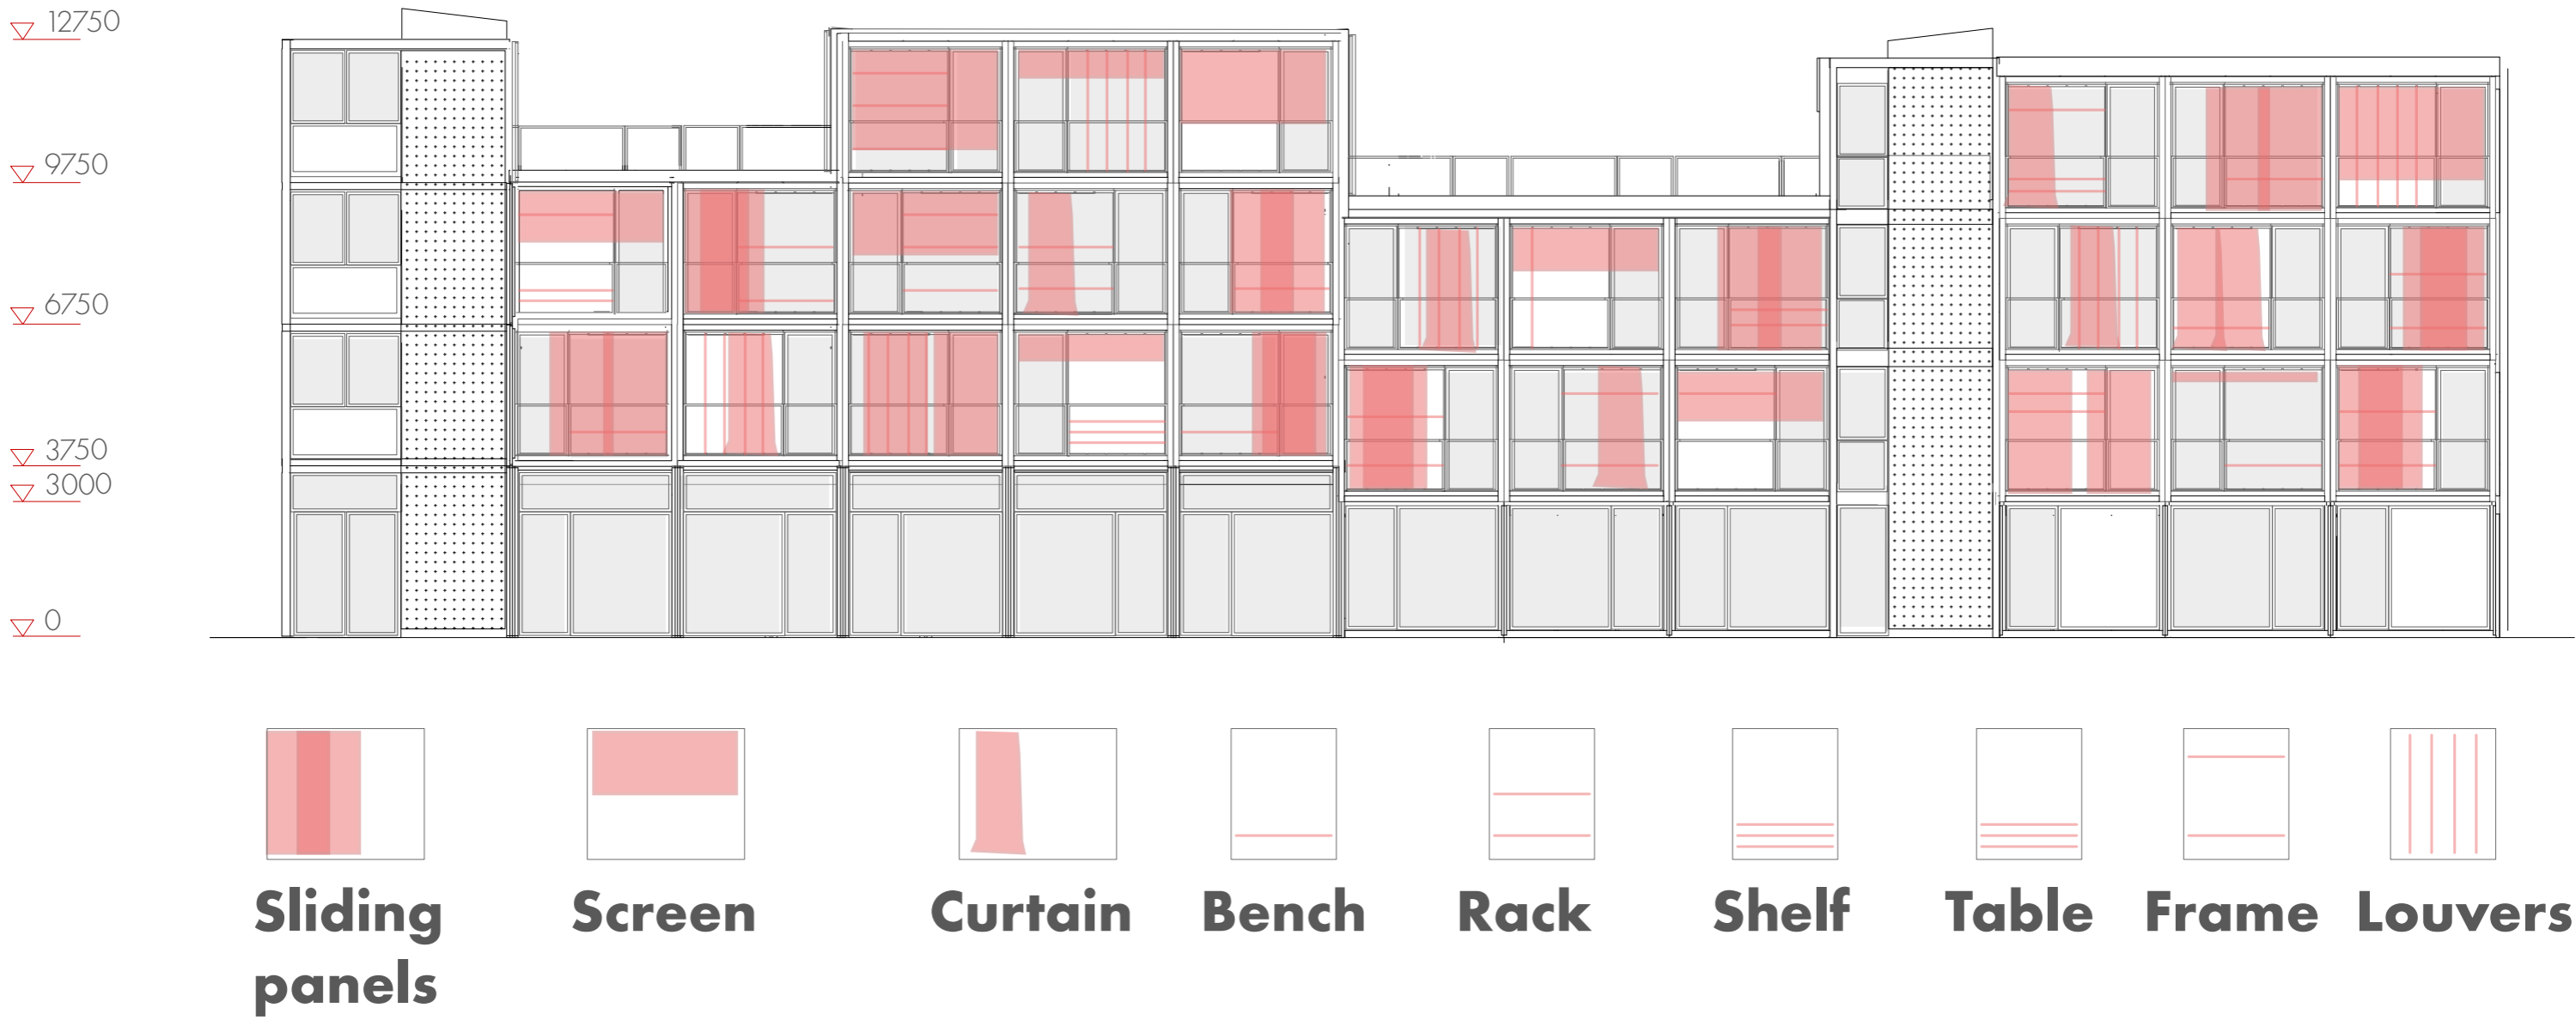 12750
9750
6750
3750
3000
0
Sliding
panels
Screen
Curtain
Bench
Rack
Shelf
Table
Frame
Louvers